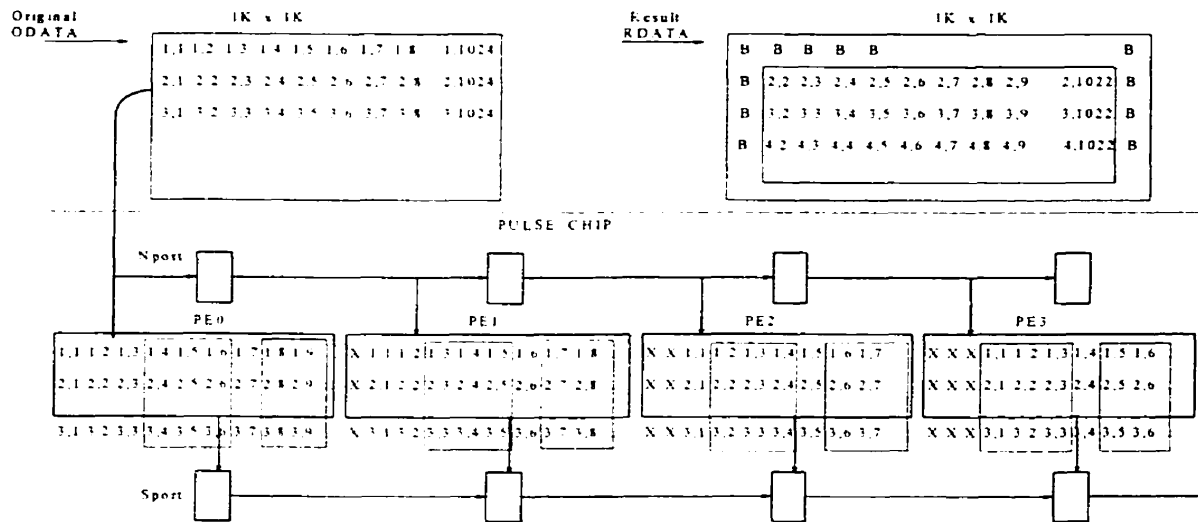 Original 1K x 1K Result 1K x 1K
ODATA RDATA
1,1 1,2 1 3 1 4 1 5 1,6 1,7 1 8 1,1024
B B B B B B
2,1 2 2 2,3 2 4 2,5 2 6 2,7 2 8 2,1024
B 2,2 2,3 2,4 2,5 2,6 2,7 2,8 2,9 2,1022 B
3,1 3 2 3,3 3 4 3 5 3 6 3,7 3 8 3,1024
B 3,2 3 3 3,4 3,5 3,6 3,7 3,8 3,9 3,1022 B
B 4 2 4 3 4,4 4,5 4,6 4,7 4 8 4,9 4,1022 B
PULSE CHIP
Nport
PE0 PE1 PE2 PE3
1,1 1 2 1,3 1 4 1,5 1,6 1 7 1 8 1 9 X 1 1 1 2 1 3 1 4 1 5 1 6 1 7 1 8 X X 1 1 1 2 1 3 1 4 1 5 1 6 1 7 X X X 1,1 1 2 1 3 1,4 1 5 1 6
2,1 2,2 2,3 2,4 2,5 2,6 2,7 2 8 2,9 X 2,1 2,2 2 3 2,4 2,5 2,6 2 7 2,8 X X 2 1 2,2 2,3 2,4 2,5 2,6 2,7 X X X 2,1 2,2 2,3 2,4 2,5 2,6
3,1 3,2 3,3 3,4 3,5 3,6 3,7 3,8 3,9 X 3 1 3 2 3 3 3 4 3 5 3,6 3 7 3,8 X X 3,1 3,2 3 3 3,4 3,5 3,6 3,7 X X X 3,1 3 2 3,3 3 4 3,5 3,6
Sport